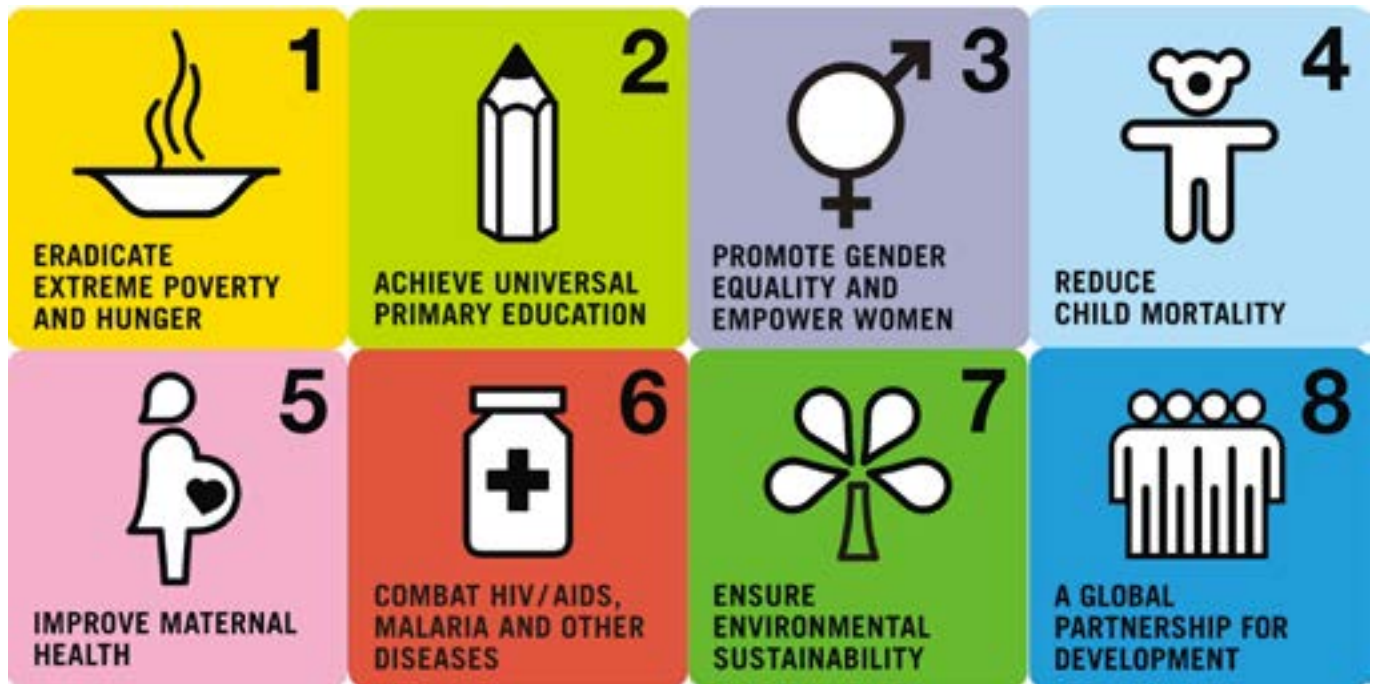 1
ERADICATE
EXTREME POVERTY
AND HUNGER
2
ACHIEVE UNIVERSAL
PRIMARY EDUCATION
3
PROMOTE GENDER
EQUALITY AND
EMPOWER WOMEN
4
REDUCE
CHILD MORTALITY
5
IMPROVE MATERNAL
HEALTH
6
COMBAT HIV/AIDS,
MALARIA AND OTHER
DISEASES
7
ENSURE
ENVIRONMENTAL
SUSTAINABILITY
8
A GLOBAL
PARTNERSHIP FOR
DEVELOPMENT